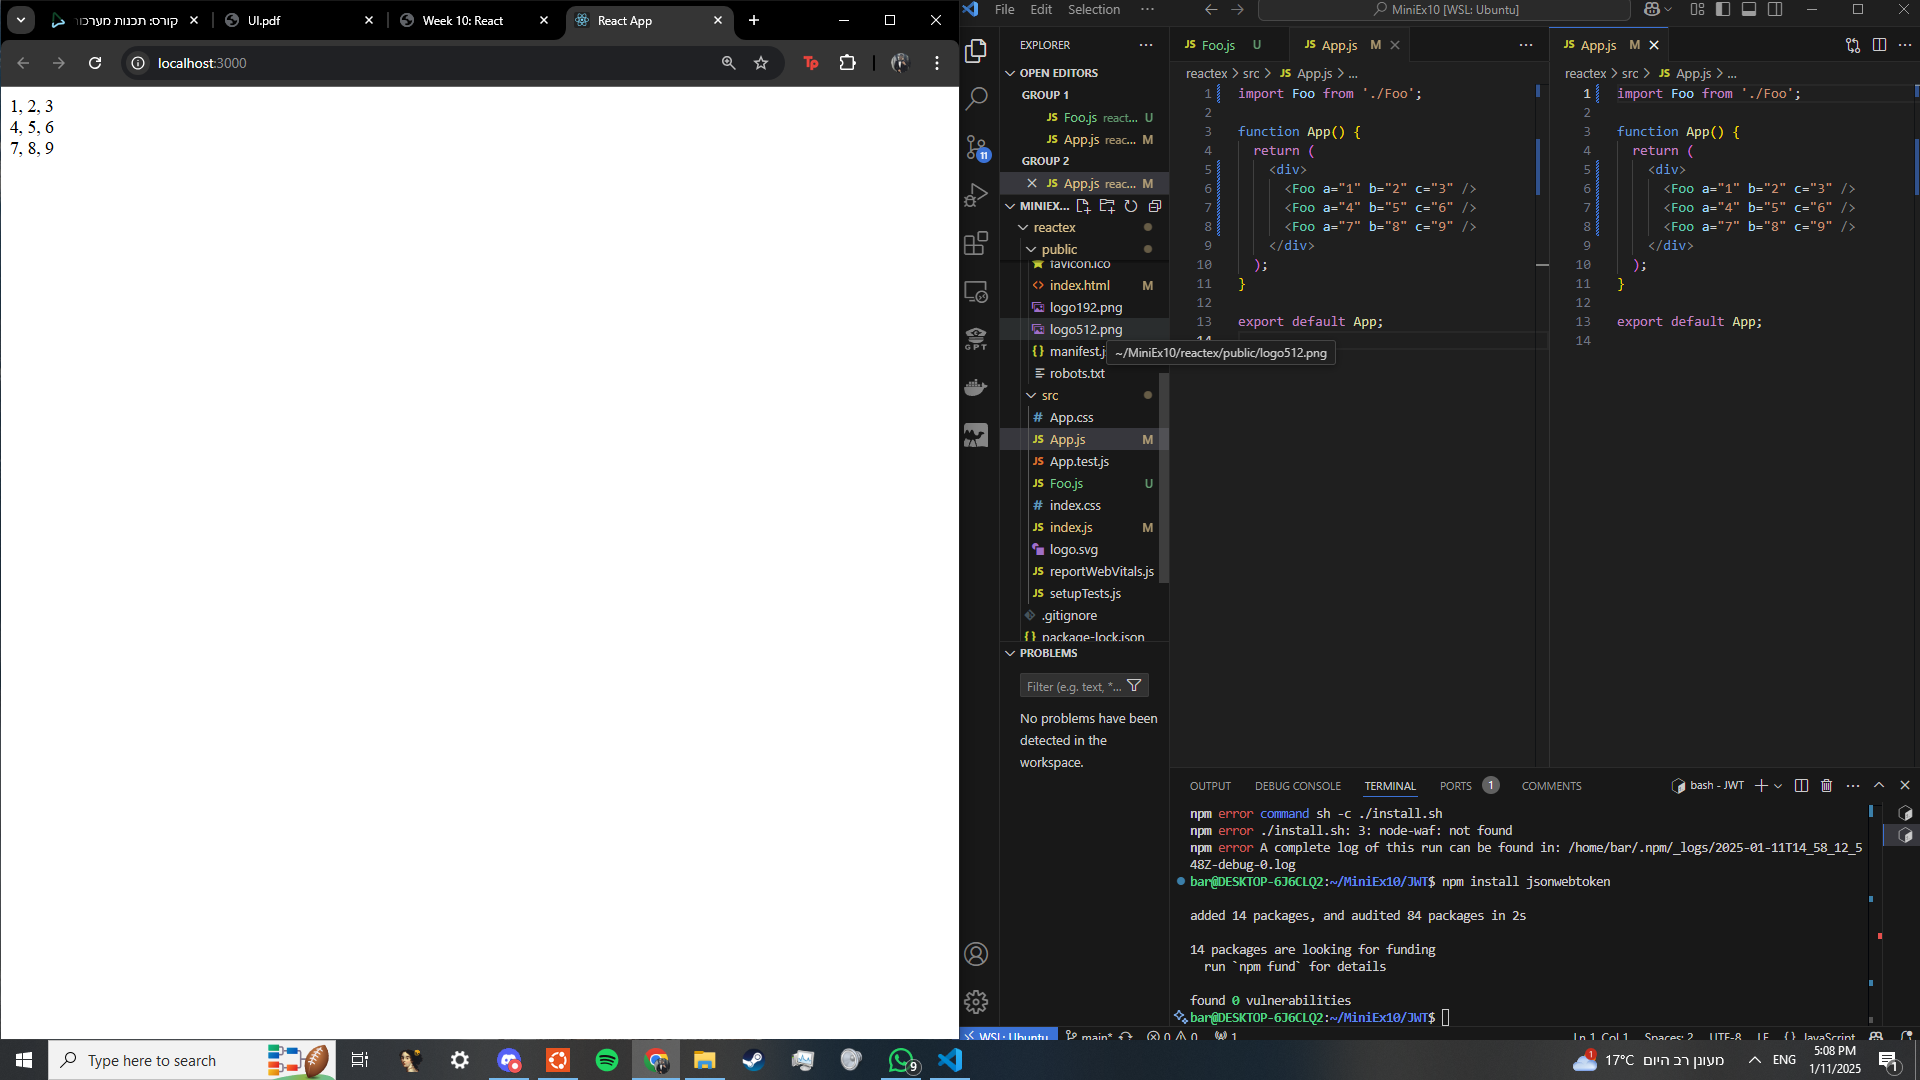 קורס: תכנות מערכו
UI.pdf
Week 10: React
React App
localhost:3000
1, 2, 3
4, 5, 6
7, 8, 9
File Edit Selection ···
MiniEx10 [WSL: Ubuntu]
EXPLORER
OPEN EDITORS
GROUP 1
JS Foo.js react... U
JS App.js reac... M
GROUP 2
JS App.js reac... M
MINIEX...
reactex
public
favicon.ico
index.html M
logo192.png
logo512.png
manifest.j
robots.txt
src
# App.css
JS App.js M
JS App.test.js
JS Foo.js U
# index.css
JS index.js M
logo.svg
JS reportWebVitals.js
JS setupTests.js
.gitignore
{} package-lock.json
~/MiniEx10/reactex/public/logo512.png
PROBLEMS
Filter (e.g. text, *...
No problems have been
detected in the
workspace.
11
GPT
JS Foo.js U
JS App.js M
reactex > src > JS App.js > ...
1 import Foo from './Foo';
2
3 function App() {
4 return (
5 <div>
6 <Foo a="1" b="2" c="3" />
7 <Foo a="4" b="5" c="6" />
8 <Foo a="7" b="8" c="9" />
9 </div>
10 );
11 }
12
13 export default App;
14
JS App.js M
reactex > src > JS App.js > ...
1 import Foo from './Foo';
2
3 function App() {
4 return (
5 <div>
6 <Foo a="1" b="2" c="3" />
7 <Foo a="4" b="5" c="6" />
8 <Foo a="7" b="8" c="9" />
9 </div>
10 );
11 }
12
13 export default App;
14
OUTPUT DEBUG CONSOLE TERMINAL PORTS 1 COMMENTS
bash - JWT
npm error command sh -c ./install.sh
npm error ./install.sh: 3: node-waf: not found
npm error A complete log of this run can be found in: /home/bar/.npm/_logs/2025-01-11T14_58_12_5
48Z-debug-0.log
bar@DESKTOP-6J6CLQ2:~/MiniEx10/JWT$ npm install jsonwebtoken
added 14 packages, and audited 84 packages in 2s
14 packages are looking for funding
run `npm fund` for details
found 0 vulnerabilities
bar@DESKTOP-6J6CLQ2:~/MiniEx10/JWT$
WSL: Ubuntu main* 0 0 1 Ln 1, Col 1 Spaces: 2 UTF-8 LF {} JavaScript
Type here to search
9
1
17°C מעונן רב היום
ENG
5:08 PM
1/11/2025
1